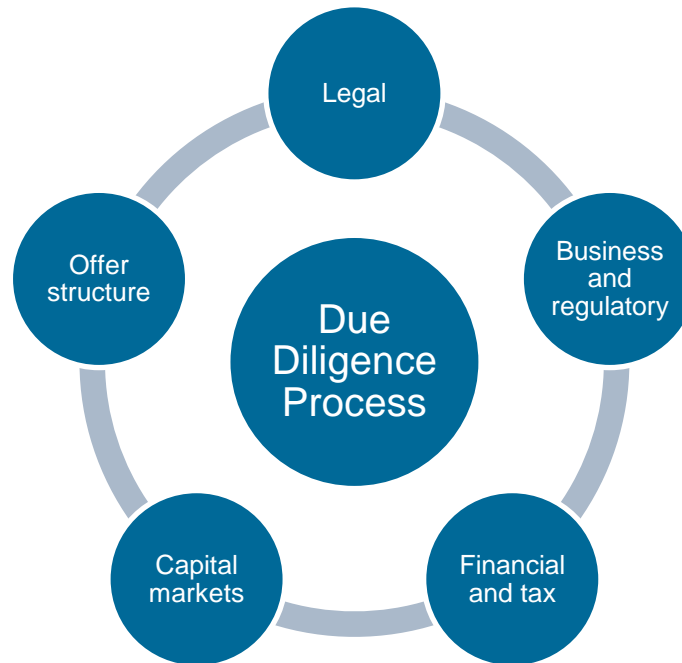 Legal
Business
and
regulatory
Financial
and tax
Capital
markets
Offer
structure
Due
Diligence
Process